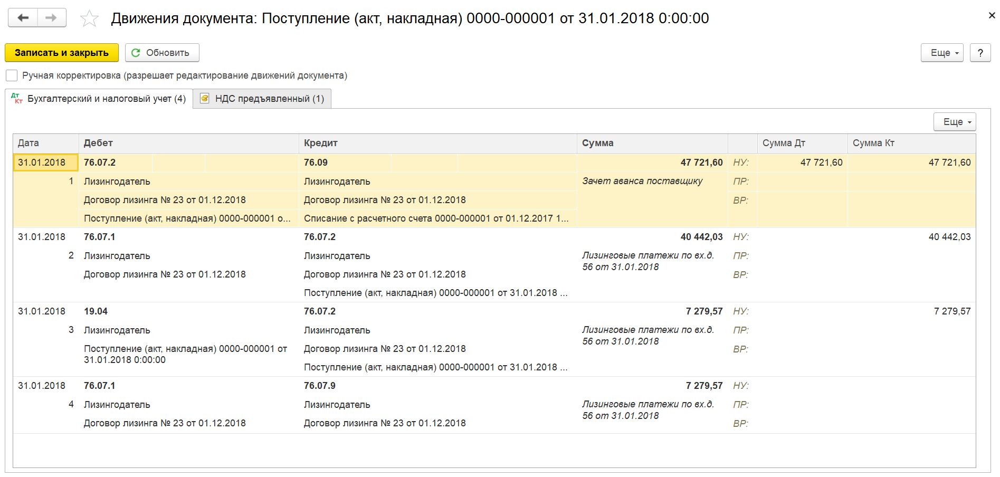 Движения документа: Поступление (акт, накладная) 0000-000001 от 31.01.2018 0:00:00
Записать и закрыть
Обновить
Еще
?
Ручная корректировка (разрешает редактирование движений документа)
Дт Кт Бухгалтерский и налоговый учет (4)
НДС предъявленный (1)
Еще
Дата Дебет Кредит Сумма Сумма Дт Сумма Кт
31.01.2018 76.07.2 76.09 47 721,60 НУ: 47 721,60 47 721,60
1 Лизингодатель Лизингодатель Зачет аванса поставщику ПР:
Договор лизинга № 23 от 01.12.2018 Договор лизинга № 23 от 01.12.2018 ВР:
Поступление (акт, накладная) 0000-000001 о... Списание с расчетного счета 0000-000001 от 01.12.2017 1...
31.01.2018 76.07.1 76.07.2 40 442,03 НУ: 40 442,03
2 Лизингодатель Лизингодатель Лизинговые платежи по вх.д. ПР:
56 от 31.01.2018
Договор лизинга № 23 от 01.12.2018 Договор лизинга № 23 от 01.12.2018 ВР:
Поступление (акт, накладная) 0000-000001 от 31.01.2018 ...
31.01.2018 19.04 76.07.2 7 279,57 НУ: 7 279,57
3 Лизингодатель Лизингодатель Лизинговые платежи по вх.д. ПР:
56 от 31.01.2018
Поступление (акт, накладная) 0000-000001 от Договор лизинга № 23 от 01.12.2018 ВР:
31.01.2018 0:00:00
Поступление (акт, накладная) 0000-000001 от 31.01.2018 ...
31.01.2018 76.07.1 76.07.9 7 279,57 НУ:
4 Лизингодатель Лизингодатель Лизинговые платежи по вх.д. ПР:
56 от 31.01.2018
Договор лизинга № 23 от 01.12.2018 Договор лизинга № 23 от 01.12.2018 ВР: